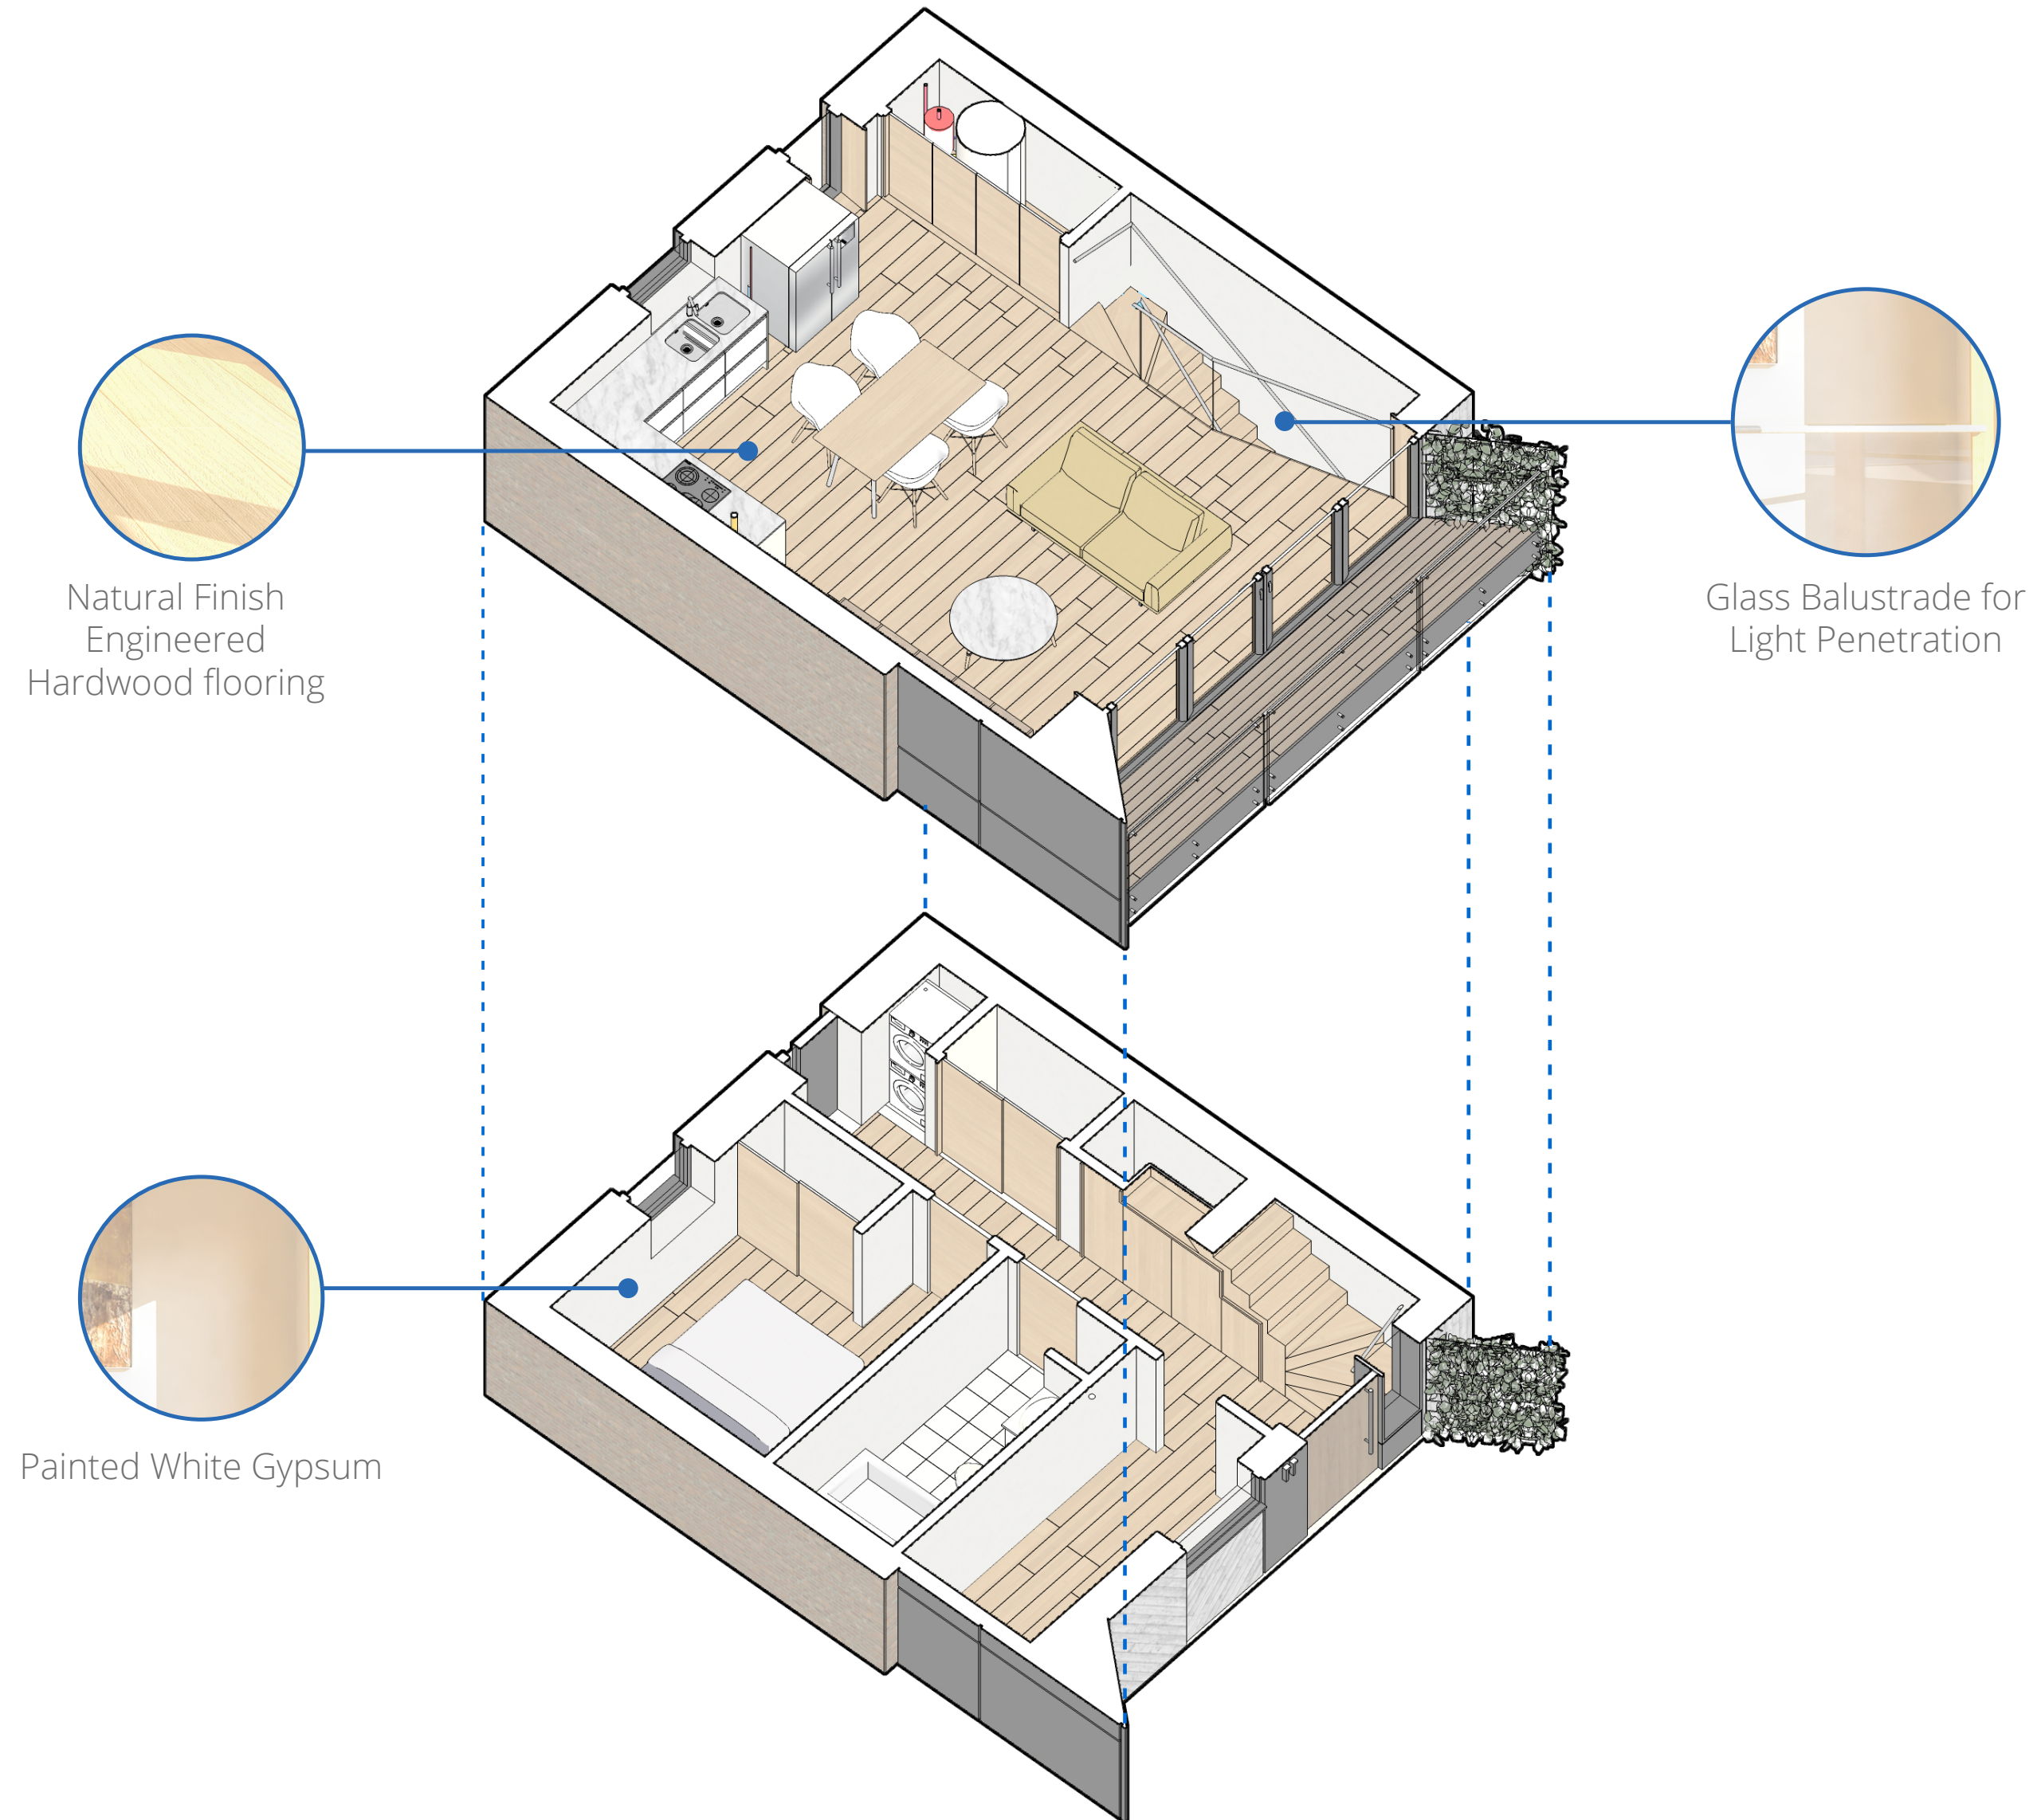 Natural Finish
Engineered
Hardwood flooring
Glass Balustrade for
Light Penetration
Painted White Gypsum